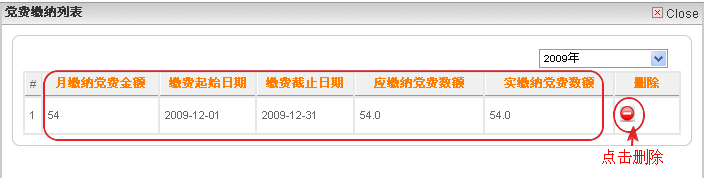 党费缴纳列表 Close
2009年
# 月缴纳党费金额 缴费起始日期 缴费截止日期 应缴纳党费数额 实缴纳党费数额 删除
1 54 2009-12-01 2009-12-31 54.0 54.0
点击删除